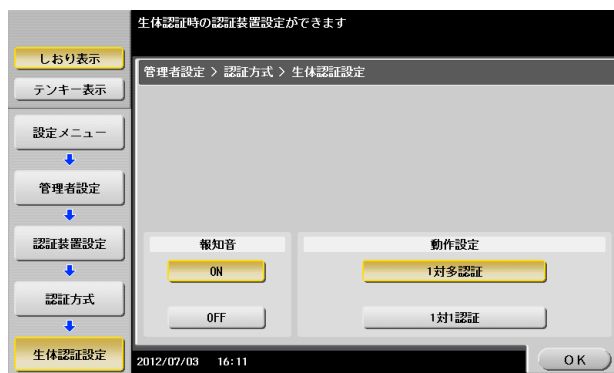 生体認証時の認証装置設定ができます
しおり表示
テンキー表示
管理者設定 > 認証方式 > 生体認証設定
設定メニュー
管理者設定
認証装置設定
認証方式
生体認証設定
報知音
動作設定
ON
1対多認証
OFF
1対1認証
2012/07/03 16:11
OK